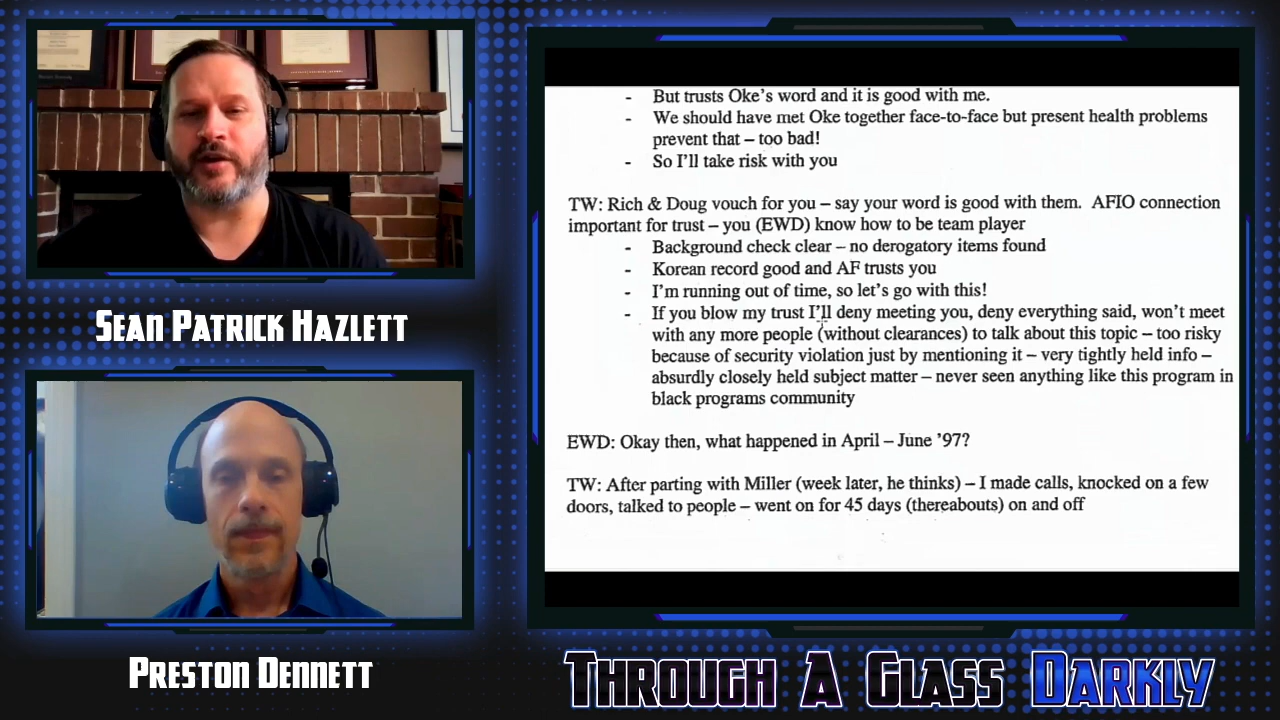 SEAN PATRICK HAZLETT
PRESTON DENNETT
- But trusts Oke's word and it is good with me.
- We should have met Oke together face-to-face but present health problems
prevent that – too bad!
- So I'll take risk with you
TW: Rich & Doug vouch for you – say your word is good with them. AFIO connection
important for trust – you (EWD) know how to be team player
- Background check clear – no derogatory items found
- Korean record good and AF trusts you
- I'm running out of time, so let's go with this!
- If you blow my trust I'll deny meeting you, deny everything said, won't meet
with any more people (without clearances) to talk about this topic – too risky
because of security violation just by mentioning it – very tightly held info –
absurdly closely held subject matter – never seen anything like this program in
black programs community
EWD: Okay then, what happened in April – June '97?
TW: After parting with Miller (week later, he thinks) – I made calls, knocked on a few
doors, talked to people – went on for 45 days (thereabouts) on and off
THROUGH A GLASS DARKLY